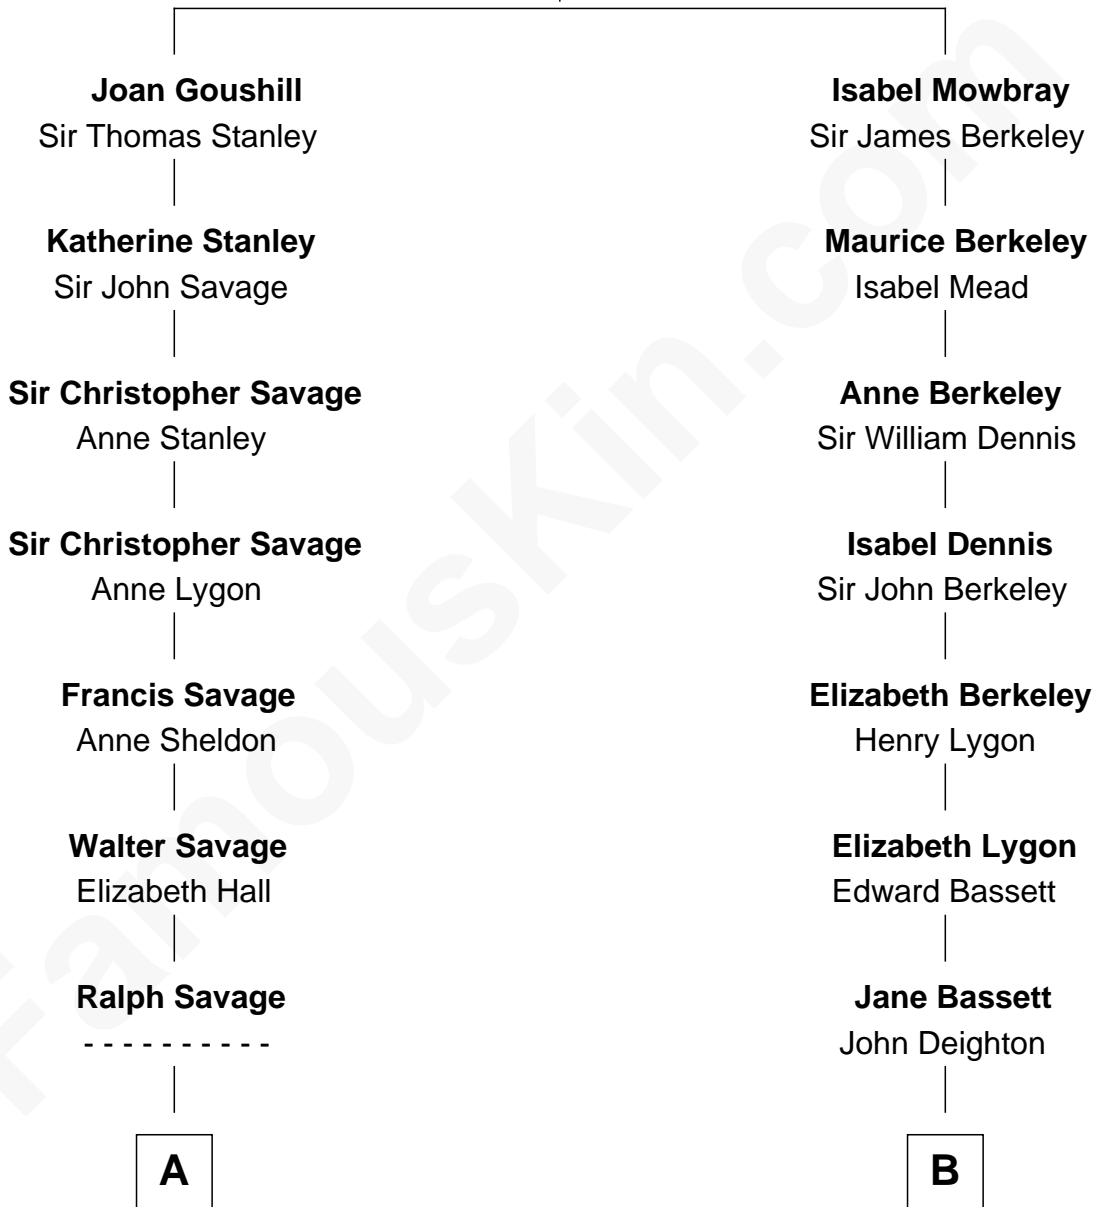 Joan Goushill
Sir Thomas Stanley
Katherine Stanley
Sir John Savage
Sir Christopher Savage
Anne Stanley
Sir Christopher Savage
Anne Lygon
Francis Savage
Anne Sheldon
Walter Savage
Elizabeth Hall
Ralph Savage
- - - - - - - - - -
A
Isabel Mowbray
Sir James Berkeley
Maurice Berkeley
Isabel Mead
Anne Berkeley
Sir William Dennis
Isabel Dennis
Sir John Berkeley
Elizabeth Berkeley
Henry Lygon
Elizabeth Lygon
Edward Bassett
Jane Bassett
John Deighton
B
FamousKin.com